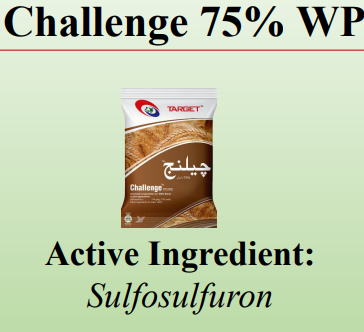 Challenge 75% WP
TARGET
چیلنج
Challenge
Active Ingredient:
Sulfosulfuron